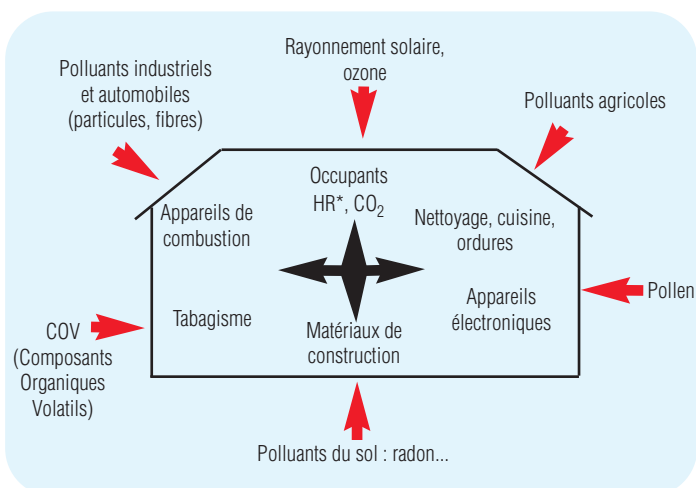 Rayonnement solaire,
ozone
Polluants industriels
et automobiles
(particules, fibres)
Polluants agricoles
Occupants
HR*, CO2
Appareils de
combustion
Nettoyage, cuisine,
ordures
Tabagisme
Appareils
électroniques
Pollen
Matériaux de
construction
COV
(Composants
Organiques
Volatils)
Polluants du sol : radon...